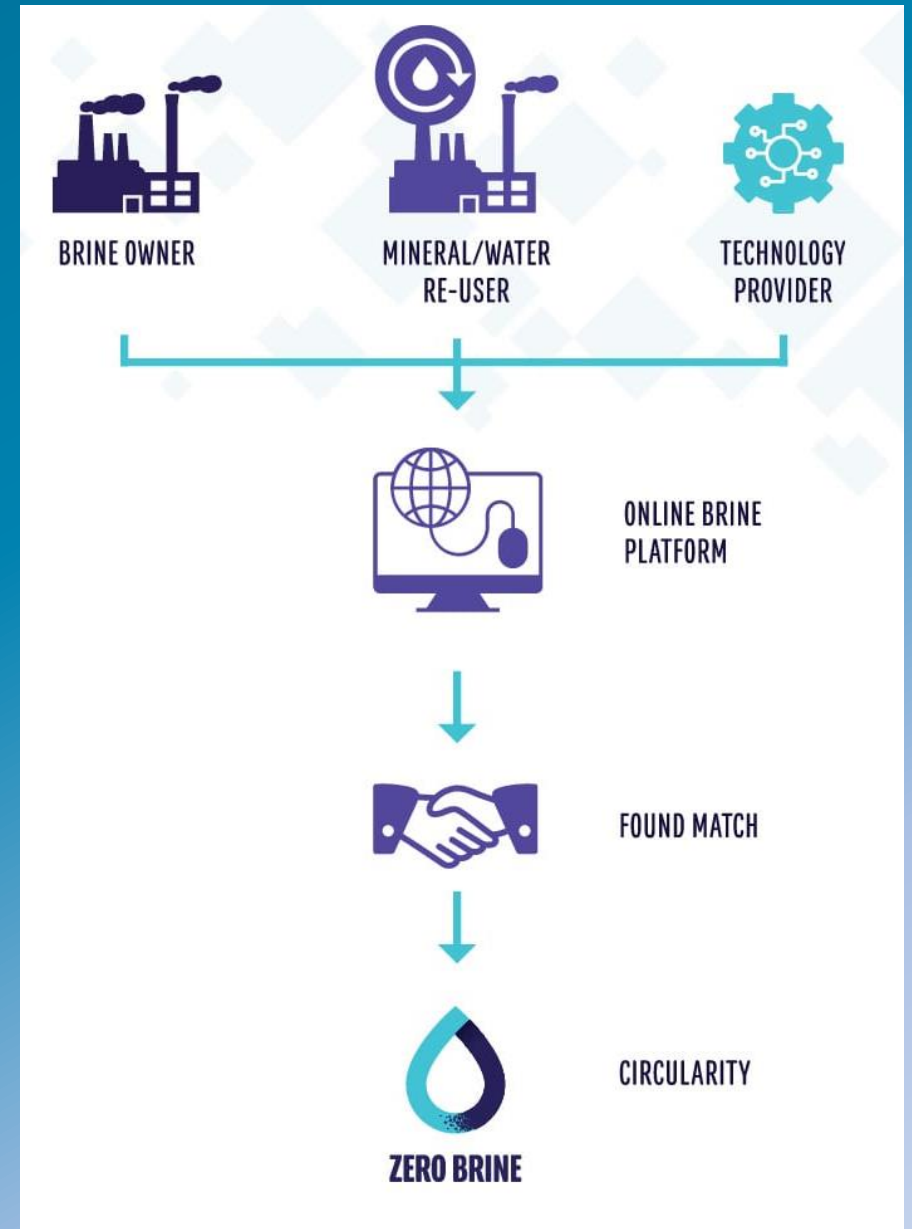 BRINE OWNER
MINERAL/WATER
RE-USER
TECHNOLOGY
PROVIDER
ONLINE BRINE
PLATFORM
FOUND MATCH
CIRCULARITY
ZERO BRINE